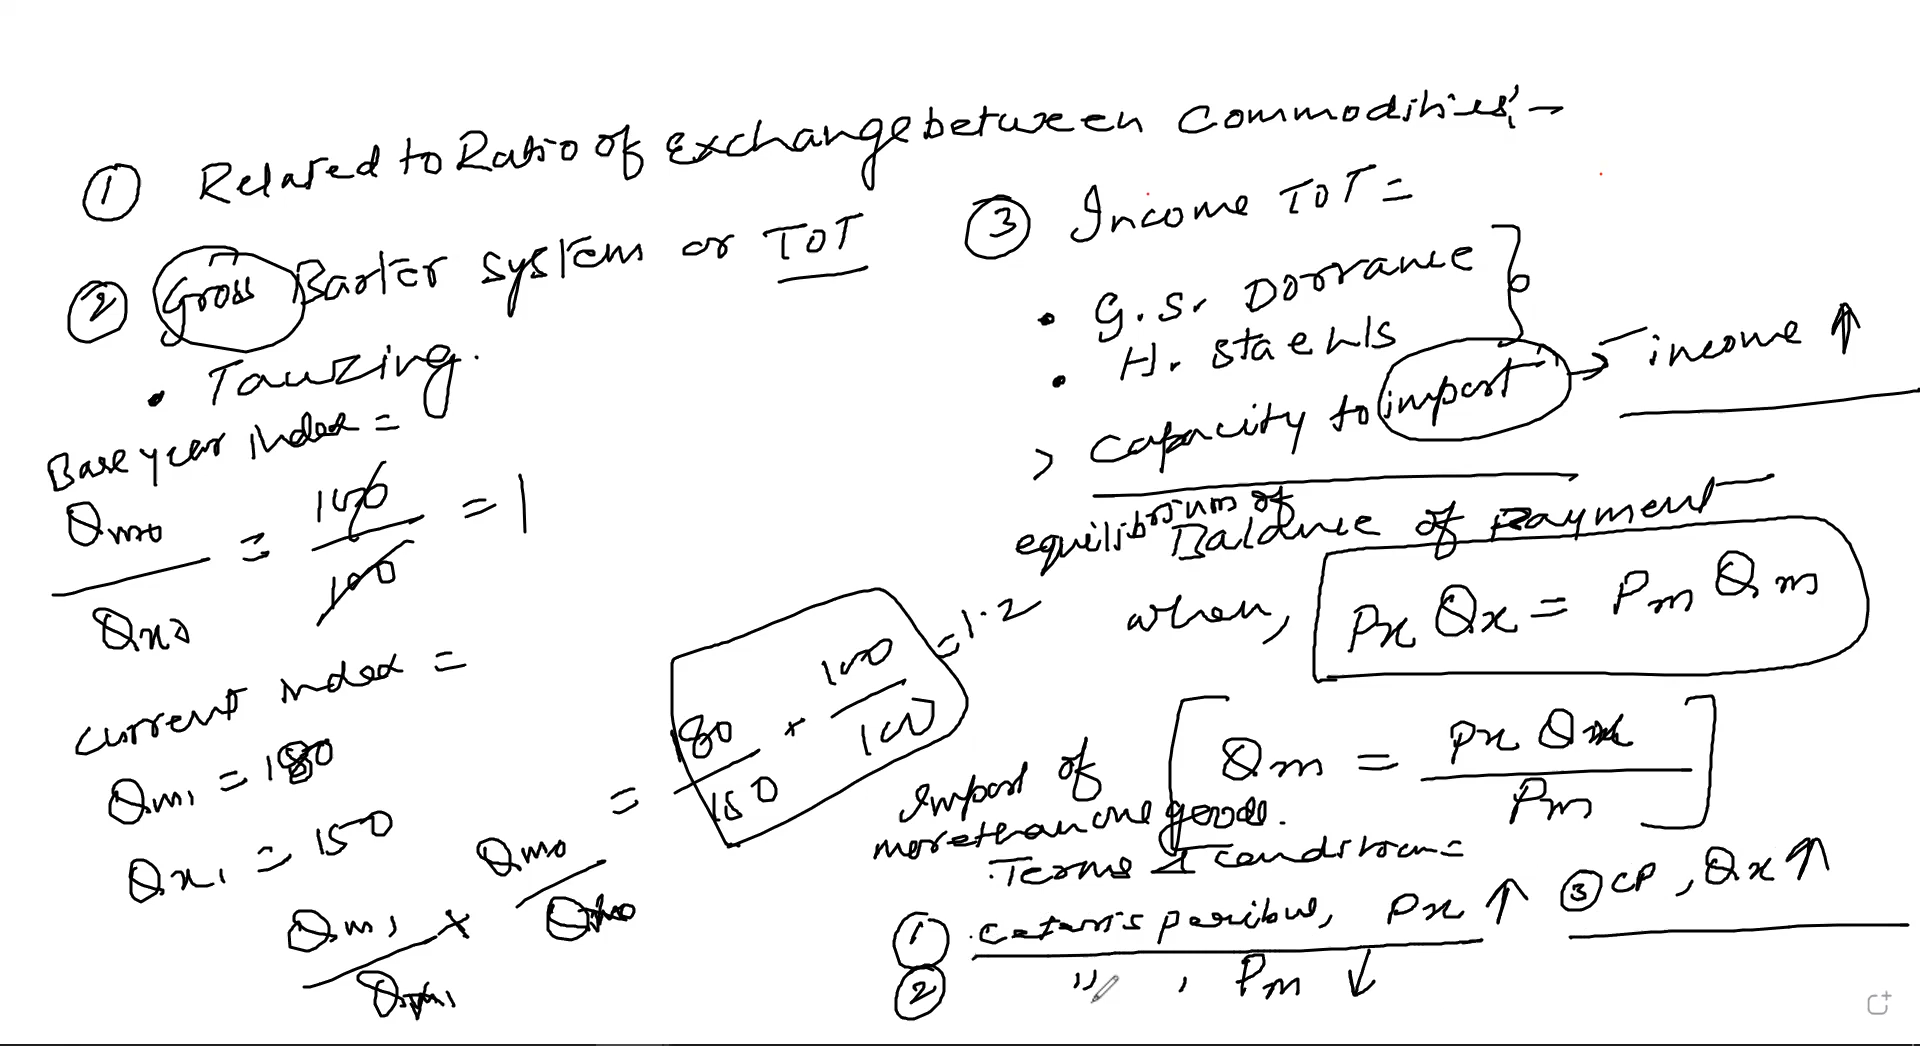 ① Related to Ratio of Exchange between Commodities! -
② Gross Barter system or TOT
• Tauzing.
Base year index =
Qm0 / Qx0 = 100 / 100 = 1
current index =
Qm1 = 180
Qx1 = 150
Qm1 / Qx1 × Qm0 / Qx0 = 80 / 150 × 100 / 100 = 1.2
③ Income TOT =
• G.S. Dorrance
• H. Staehls
> capacity to import → income ↑
equilibrium of
Balance of Payment
when, Px Qx = Pm Qm
Import of
more than one goods.
[Qm = Px Qx / Pm]
Terms & conditions =
① ceteris paribus, Px ↑ ③ CP, Qx ↑
② " , Pm ↓